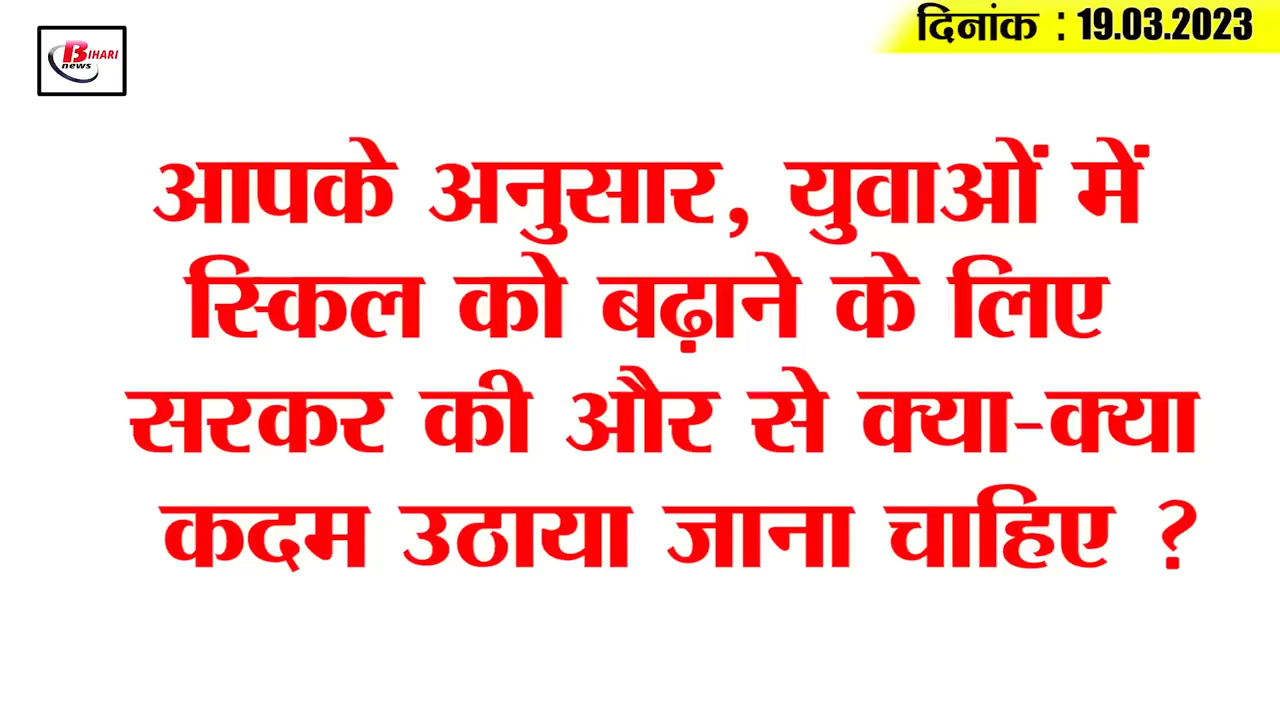 BIHARI
news
दिनांक : 19.03.2023
आपके अनुसार, युवाओं में
स्किल को बढ़ाने के लिए
सरकर की और से क्या-क्या
कदम उठाया जाना चाहिए ?